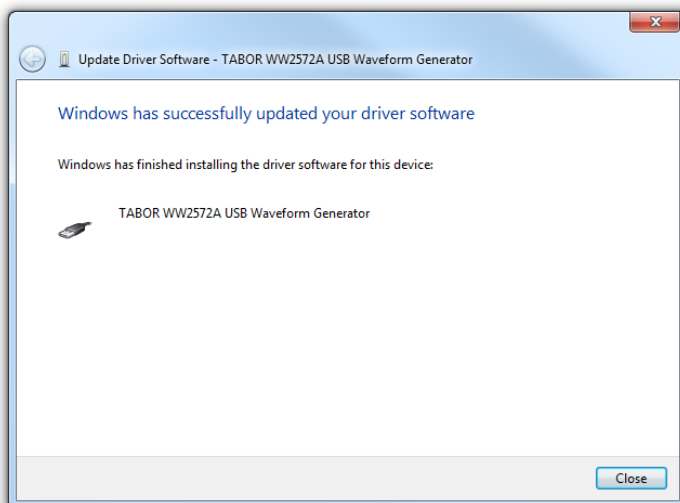 Update Driver Software - TABOR WW2572A USB Waveform Generator
Windows has successfully updated your driver software
Windows has finished installing the driver software for this device:
TABOR WW2572A USB Waveform Generator
Close